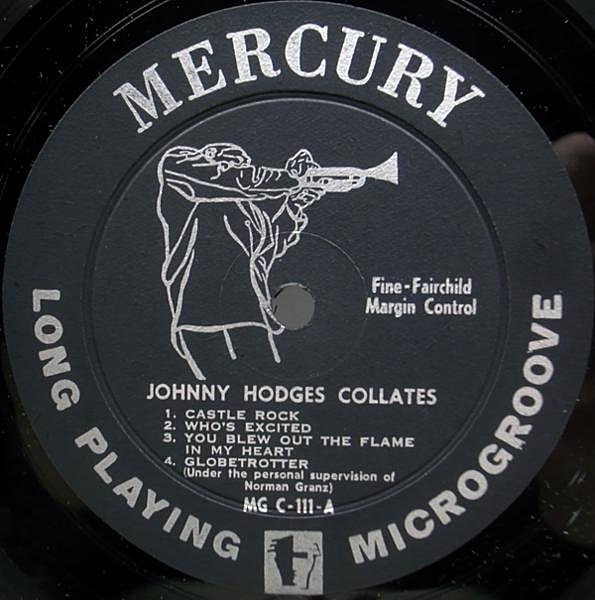 MERCURY
Fine-Fairchild
Margin Control
JOHNNY HODGES COLLATES
1. CASTLE ROCK
2. WHO'S EXCITED
3. YOU BLEW OUT THE FLAME
IN MY HEART
4. GLOBETROTTER
(Under the personal supervision of
Norman Granz)
MG C-111-A
LONG PLAYING MICROGROOVE